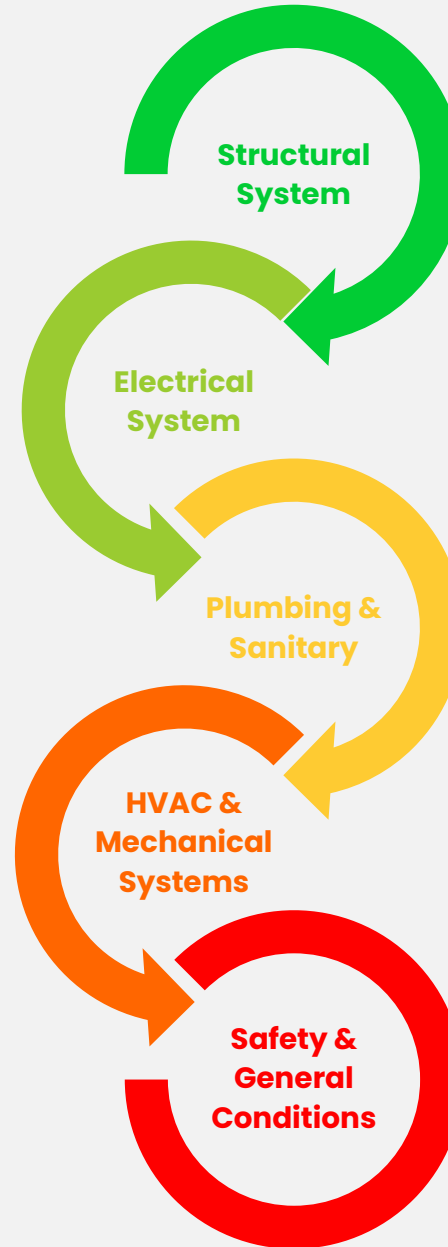 Structural
System
Electrical
System
Plumbing &
Sanitary
HVAC &
Mechanical
Systems
Safety &
General
Conditions